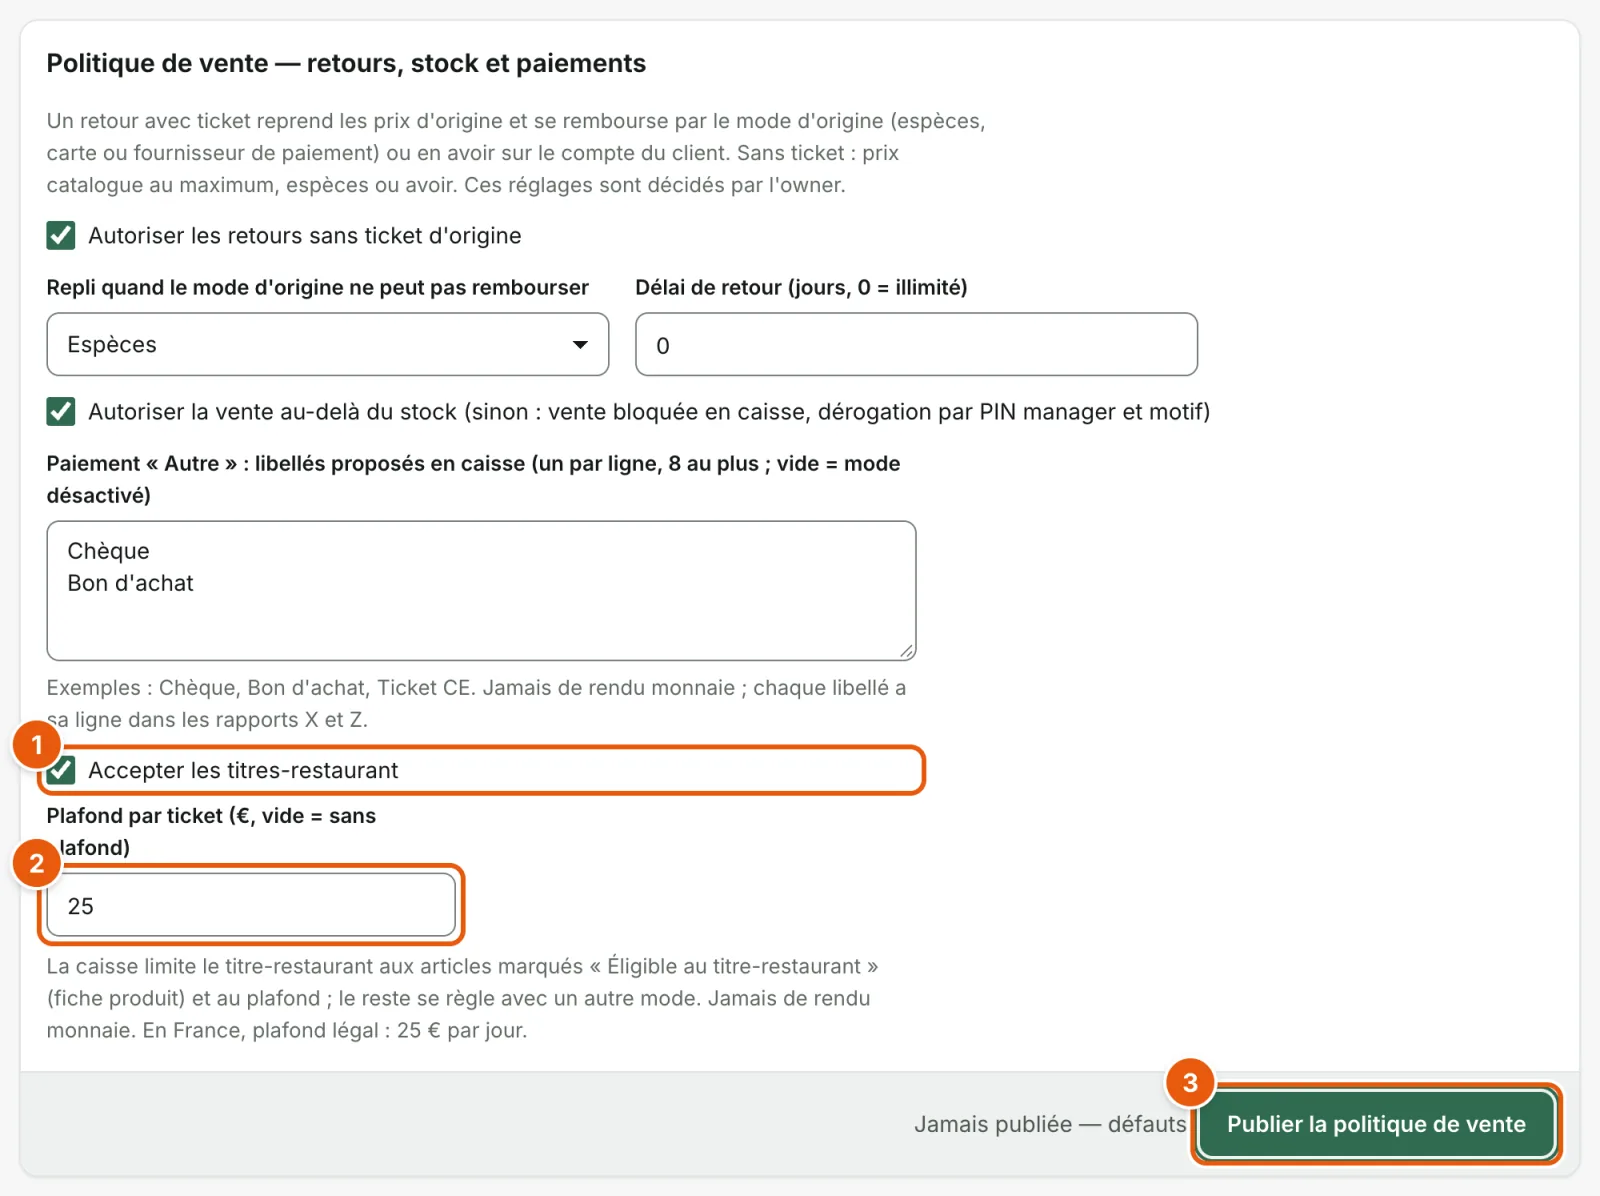 Politique de vente — retours, stock et paiements
Un retour avec ticket reprend les prix d'origine et se rembourse par le mode d'origine (espèces,
carte ou fournisseur de paiement) ou en avoir sur le compte du client. Sans ticket : prix
catalogue au maximum, espèces ou avoir. Ces réglages sont décidés par l'owner.
Autoriser les retours sans ticket d'origine
Repli quand le mode d'origine ne peut pas rembourser
Espèces
Délai de retour (jours, 0 = illimité)
0
Autoriser la vente au-delà du stock (sinon : vente bloquée en caisse, dérogation par PIN manager et motif)
Paiement « Autre » : libellés proposés en caisse (un par ligne, 8 au plus ; vide = mode
désactivé)
Chèque
Bon d'achat
Exemples : Chèque, Bon d'achat, Ticket CE. Jamais de rendu monnaie ; chaque libellé a
sa ligne dans les rapports X et Z.
1
Accepter les titres-restaurant
Plafond par ticket (€, vide = sans
lafond)
2
25
La caisse limite le titre-restaurant aux articles marqués « Éligible au titre-restaurant »
(fiche produit) et au plafond ; le reste se règle avec un autre mode. Jamais de rendu
monnaie. En France, plafond légal : 25 € par jour.
Jamais publiée — défauts
3
Publier la politique de vente